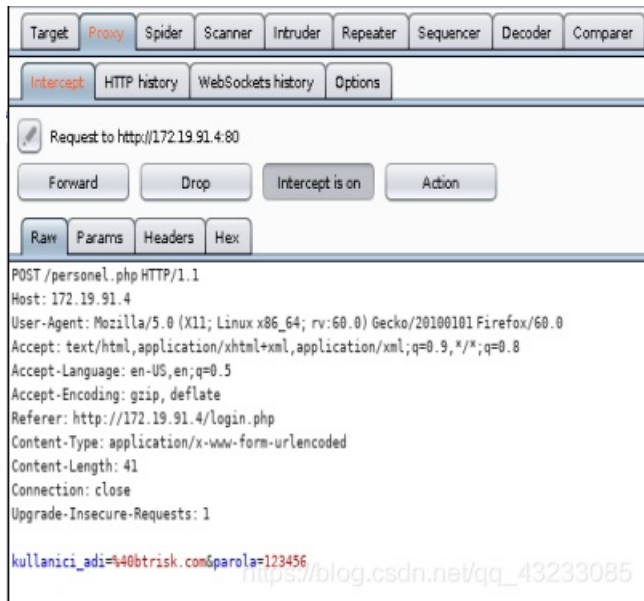 Target Proxy Spider Scanner Intruder Repeater Sequencer Decoder Comparer
Intercept HTTP history WebSockets history Options
Request to http://172.19.91.4:80
Forward Drop Intercept is on Action
Raw Params Headers Hex
POST /personel.php HTTP/1.1
Host: 172.19.91.4
User-Agent: Mozilla/5.0 (X11; Linux x86_64; rv:60.0) Gecko/20100101 Firefox/60.0
Accept: text/html,application/xhtml+xml,application/xml;q=0.9,*/*;q=0.8
Accept-Language: en-US,en;q=0.5
Accept-Encoding: gzip, deflate
Referer: http://172.19.91.4/login.php
Content-Type: application/x-www-form-urlencoded
Content-Length: 41
Connection: close
Upgrade-Insecure-Requests: 1
kullanici_adi=%40btrisk.com&parola=123456
https://blog.csdn.net/qq_43233085